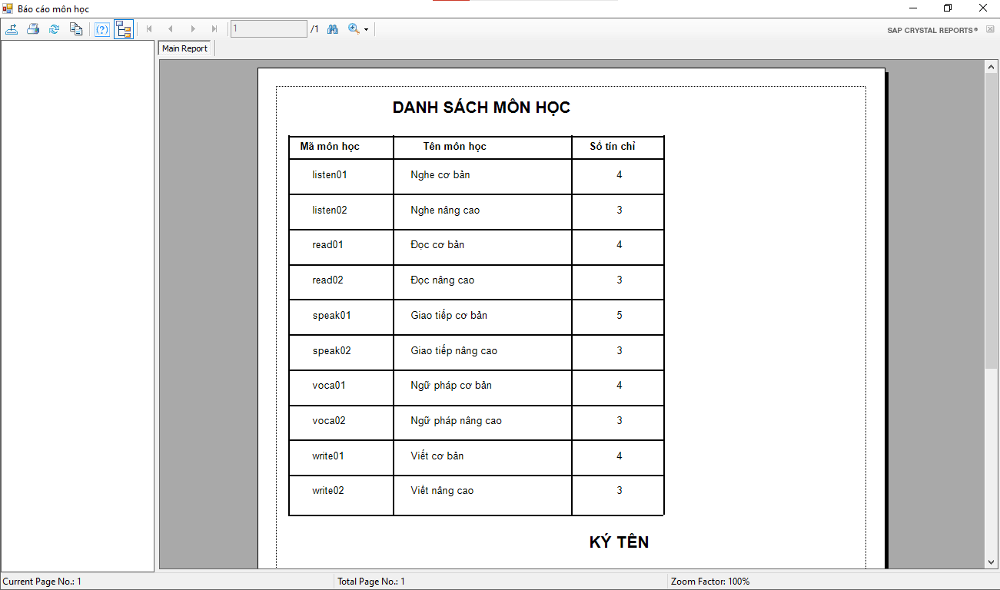 Báo cáo môn học
1 /1
SAP CRYSTAL REPORTS®
Main Report
DANH SÁCH MÔN HỌC
Mã môn học Tên môn học Số tín chỉ
listen01 Nghe cơ bản 4
listen02 Nghe nâng cao 3
read01 Đọc cơ bản 4
read02 Đọc nâng cao 3
speak01 Giao tiếp cơ bản 5
speak02 Giao tiếp nâng cao 3
voca01 Ngữ pháp cơ bản 4
voca02 Ngữ pháp nâng cao 3
write01 Viết cơ bản 4
write02 Viết nâng cao 3
KÝ TÊN
Current Page No.: 1 Total Page No.: 1 Zoom Factor: 100%